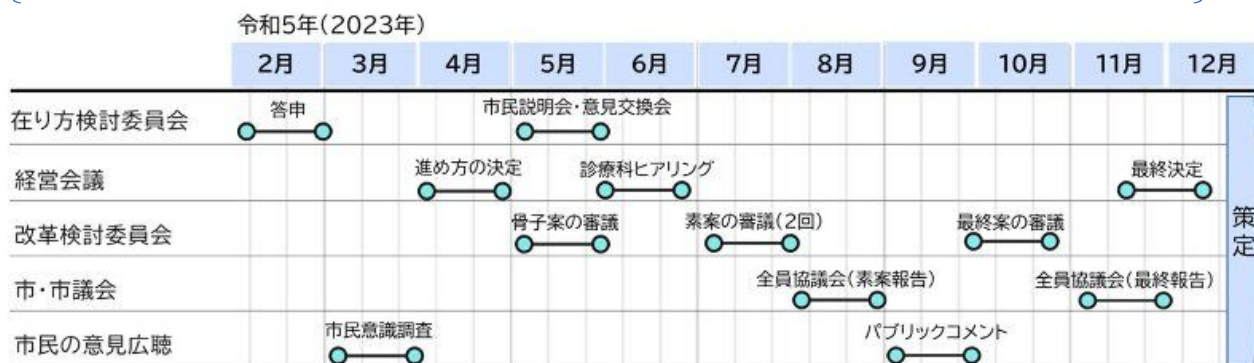 令和5年(2023年)
2月 3月 4月 5月 6月 7月 8月 9月 10月 11月 12月
在り方検討委員会 答申 市民説明会・意見交換会
経営会議 進め方の決定 診療科ヒアリング 最終決定
改革検討委員会 骨子案の審議 素案の審議(2回) 最終案の審議
市・市議会 全員協議会(素案報告) 全員協議会(最終報告)
市民の意見広聴 市民意識調査 パブリックコメント
策定